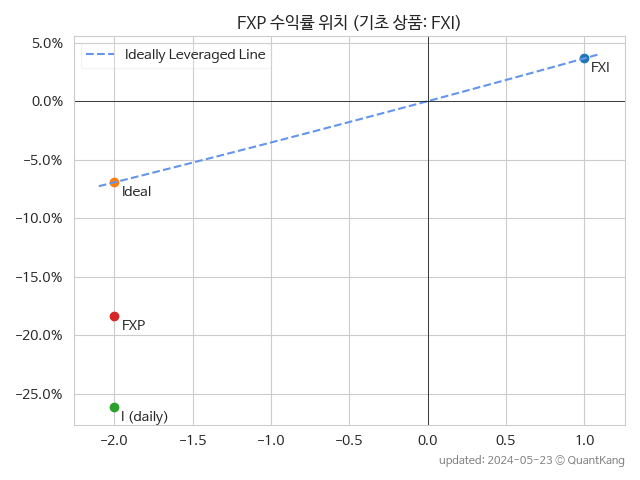 FXP 수익률 위치 (기초 상품: FXI)
5.0%
Ideally Leveraged Line
FXI
0.0%
−5.0%
Ideal
−10.0%
−15.0%
FXP
−20.0%
−25.0%
I (daily)
−2.0 −1.5 −1.0 −0.5 0.0 0.5 1.0
updated: 2024-05-23 © QuantKang